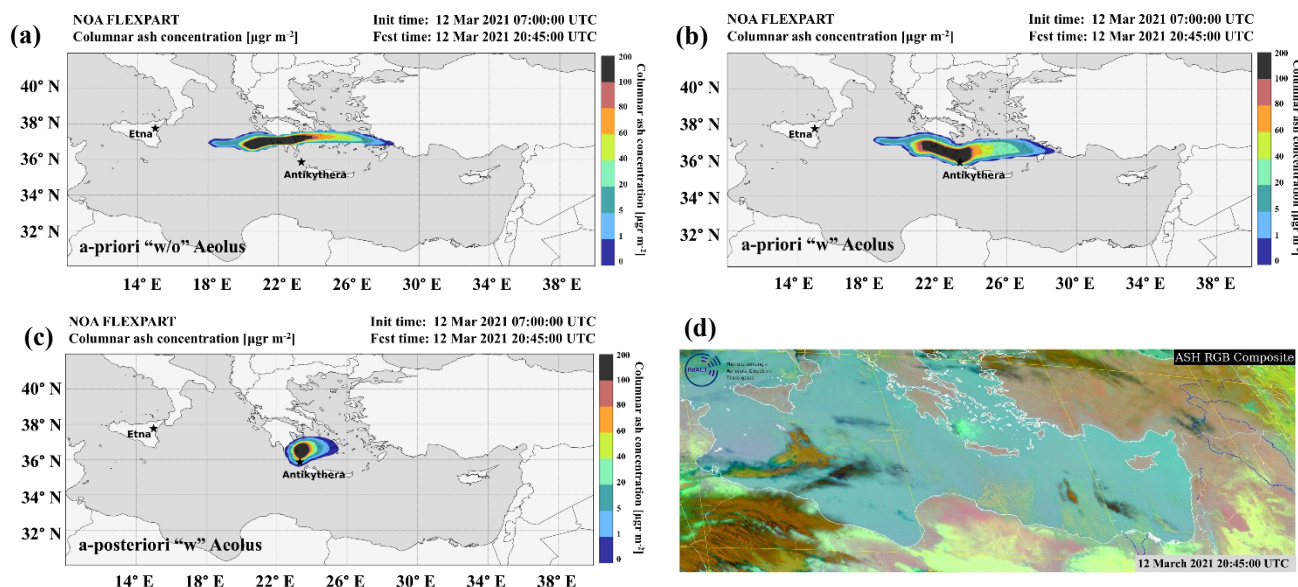 (a)
NOA FLEXPART
Init time: 12 Mar 2021 07:00:00 UTC
Columnar ash concentration [μgr m⁻²]
Fcst time: 12 Mar 2021 20:45:00 UTC
40° N
38° N
36° N
34° N
32° N
Etna
Antikythera
a-priori “w/o” Aeolus
14° E
18° E
22° E
26° E
30° E
34° E
38° E
200
100
80
60
40
20
5
1
0
Columnar ash concentration [μgr m⁻²]
(b)
NOA FLEXPART
Init time: 12 Mar 2021 07:00:00 UTC
Columnar ash concentration [μgr m⁻²]
Fcst time: 12 Mar 2021 20:45:00 UTC
40° N
38° N
36° N
34° N
32° N
Etna
Antikythera
a-priori “w” Aeolus
14° E
18° E
22° E
26° E
30° E
34° E
38° E
200
100
80
60
40
20
5
1
0
Columnar ash concentration [μgr m⁻²]
(c)
NOA FLEXPART
Init time: 12 Mar 2021 07:00:00 UTC
Columnar ash concentration [μgr m⁻²]
Fcst time: 12 Mar 2021 20:45:00 UTC
40° N
38° N
36° N
34° N
32° N
Etna
Antikythera
a-posteriori “w” Aeolus
14° E
18° E
22° E
26° E
30° E
34° E
38° E
200
100
80
60
40
20
5
1
0
Columnar ash concentration [μgr m⁻²]
(d)
ReACT
ASH RGB Composite
12 March 2021 20:45:00 UTC